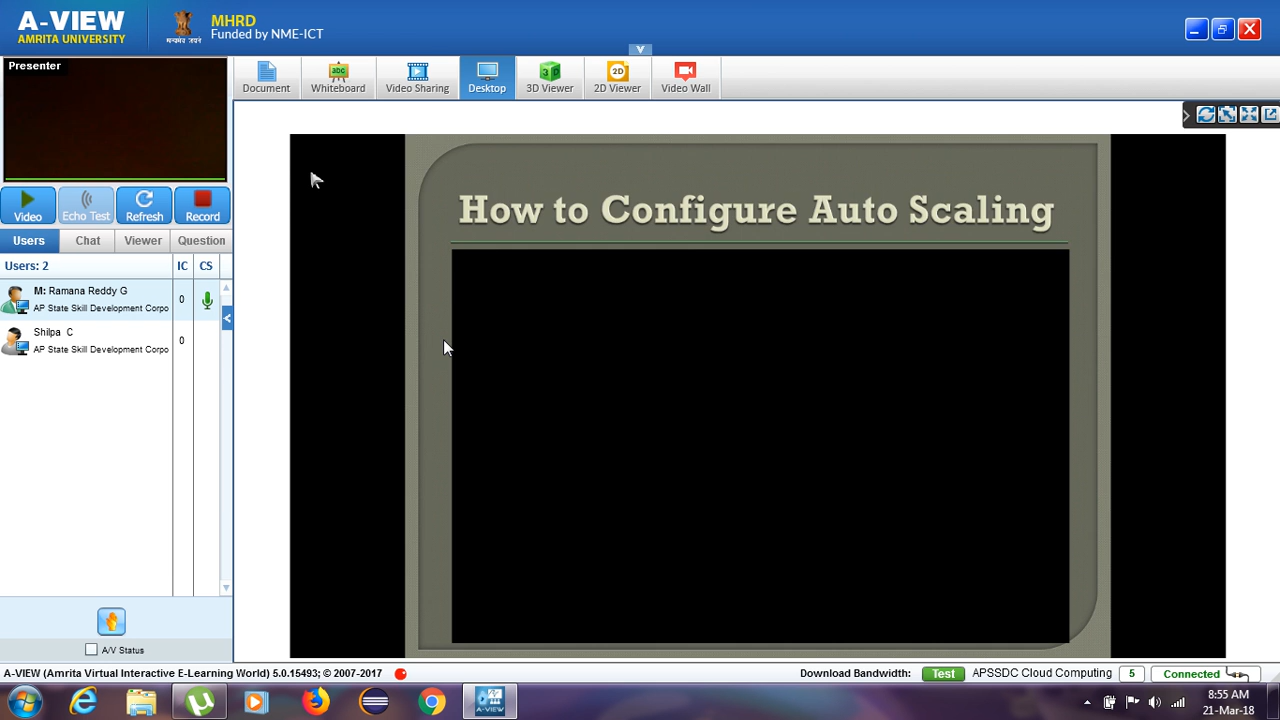 A-VIEW
AMRITA UNIVERSITY
MHRD
Funded by NME-ICT
Presenter
Document
Whiteboard
Video Sharing
Desktop
3D Viewer
2D Viewer
Video Wall
Video
Echo Test
Refresh
Record
Users
Chat
Viewer
Question
Users: 2
IC
CS
M: Ramana Reddy G
AP State Skill Development Corpo
0
Shilpa C
AP State Skill Development Corpo
0
How to Configure Auto Scaling
A/V Status
A-VIEW (Amrita Virtual Interactive E-Learning World) 5.0.15493; © 2007-2017
Download Bandwidth:
Test
APSSDC Cloud Computing
5
Connected
8:55 AM
21-Mar-18